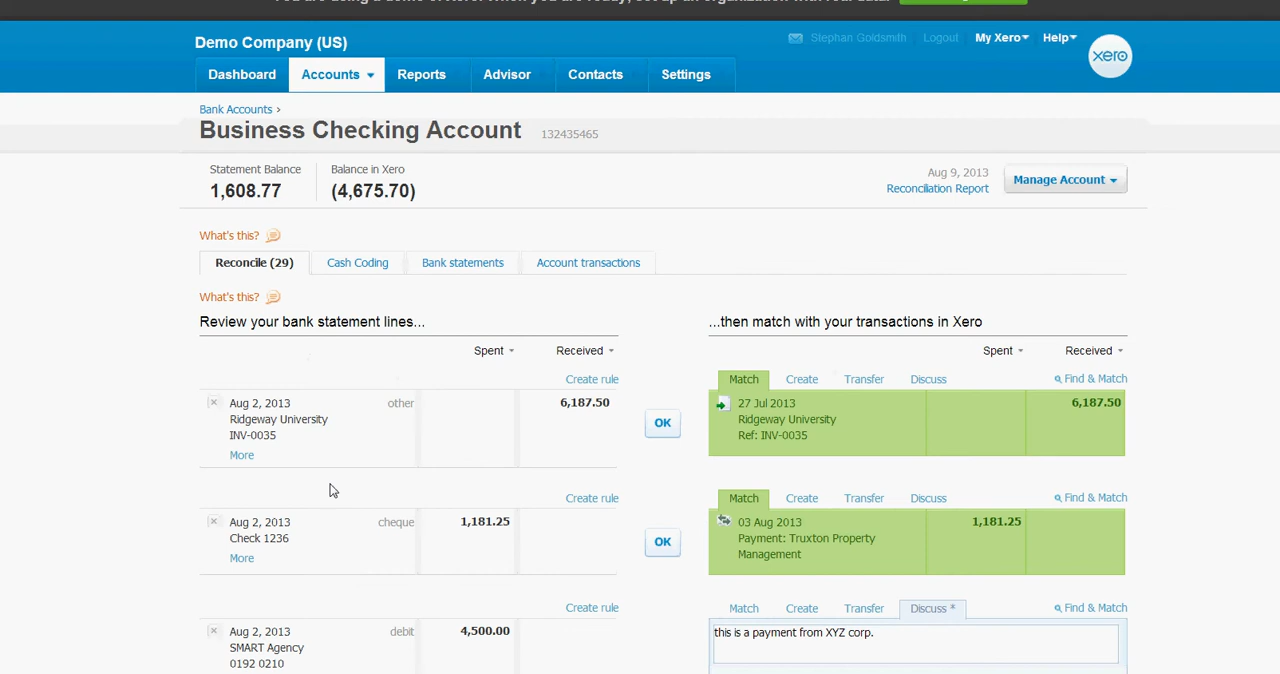 Demo Company (US)
Stephan Goldsmith Logout My Xero Help
xero
Dashboard Accounts Reports Advisor Contacts Settings
Bank Accounts ›
Business Checking Account 132435465
Statement Balance Balance in Xero
1,608.77 (4,675.70)
Aug 9, 2013
Reconciliation Report
Manage Account
What's this?
Reconcile (29) Cash Coding Bank statements Account transactions
What's this?
Review your bank statement lines... ...then match with your transactions in Xero
Spent Received Spent Received
Create rule Match Create Transfer Discuss Find & Match
Aug 2, 2013 other 6,187.50 OK 27 Jul 2013 6,187.50
Ridgeway University Ridgeway University
INV-0035 Ref: INV-0035
More
Create rule Match Create Transfer Discuss Find & Match
Aug 2, 2013 cheque 1,181.25 OK 03 Aug 2013 1,181.25
Check 1236 Payment: Truxton Property
Management
More
Create rule Match Create Transfer Discuss * Find & Match
Aug 2, 2013 debit 4,500.00 this is a payment from XYZ corp.
SMART Agency
0192 0210